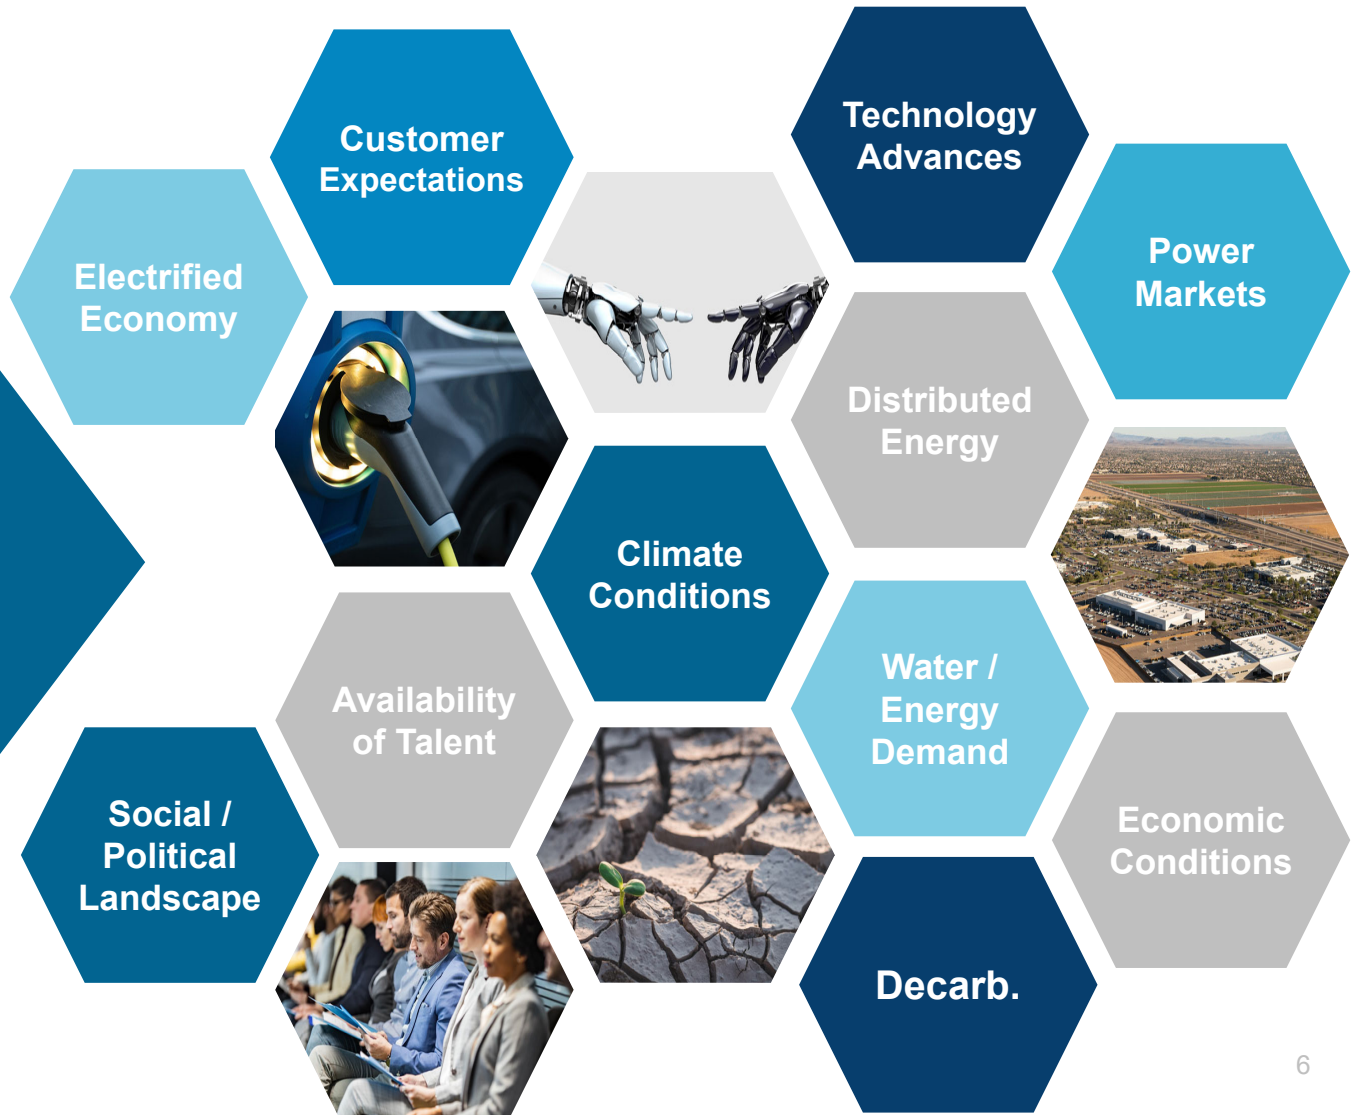 Customer
Expectations
Technology
Advances
Electrified
Economy
Power
Markets
Distributed
Energy
Climate
Conditions
Availability
of Talent
Water /
Energy
Demand
Social /
Political
Landscape
Economic
Conditions
Decarb.
6